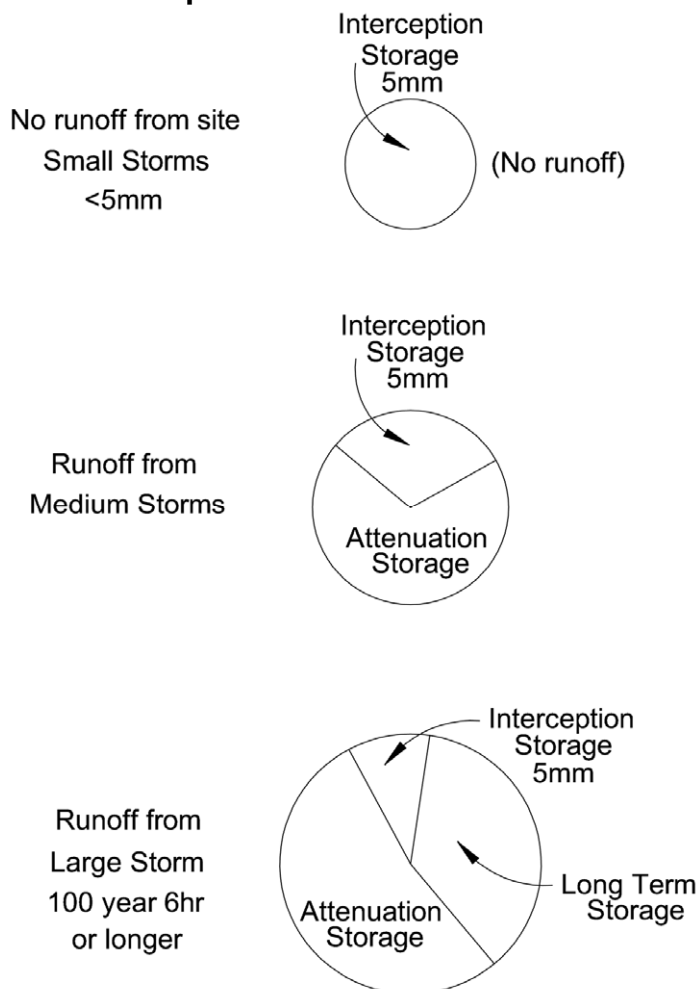 Interception
Storage
5mm
No runoff from site
Small Storms
<5mm
(No runoff)
Interception
Storage
5mm
Runoff from
Medium Storms
Attenuation
Storage
Interception
Storage
5mm
Runoff from
Large Storm
100 year 6hr
or longer
Attenuation
Storage
Long Term
Storage